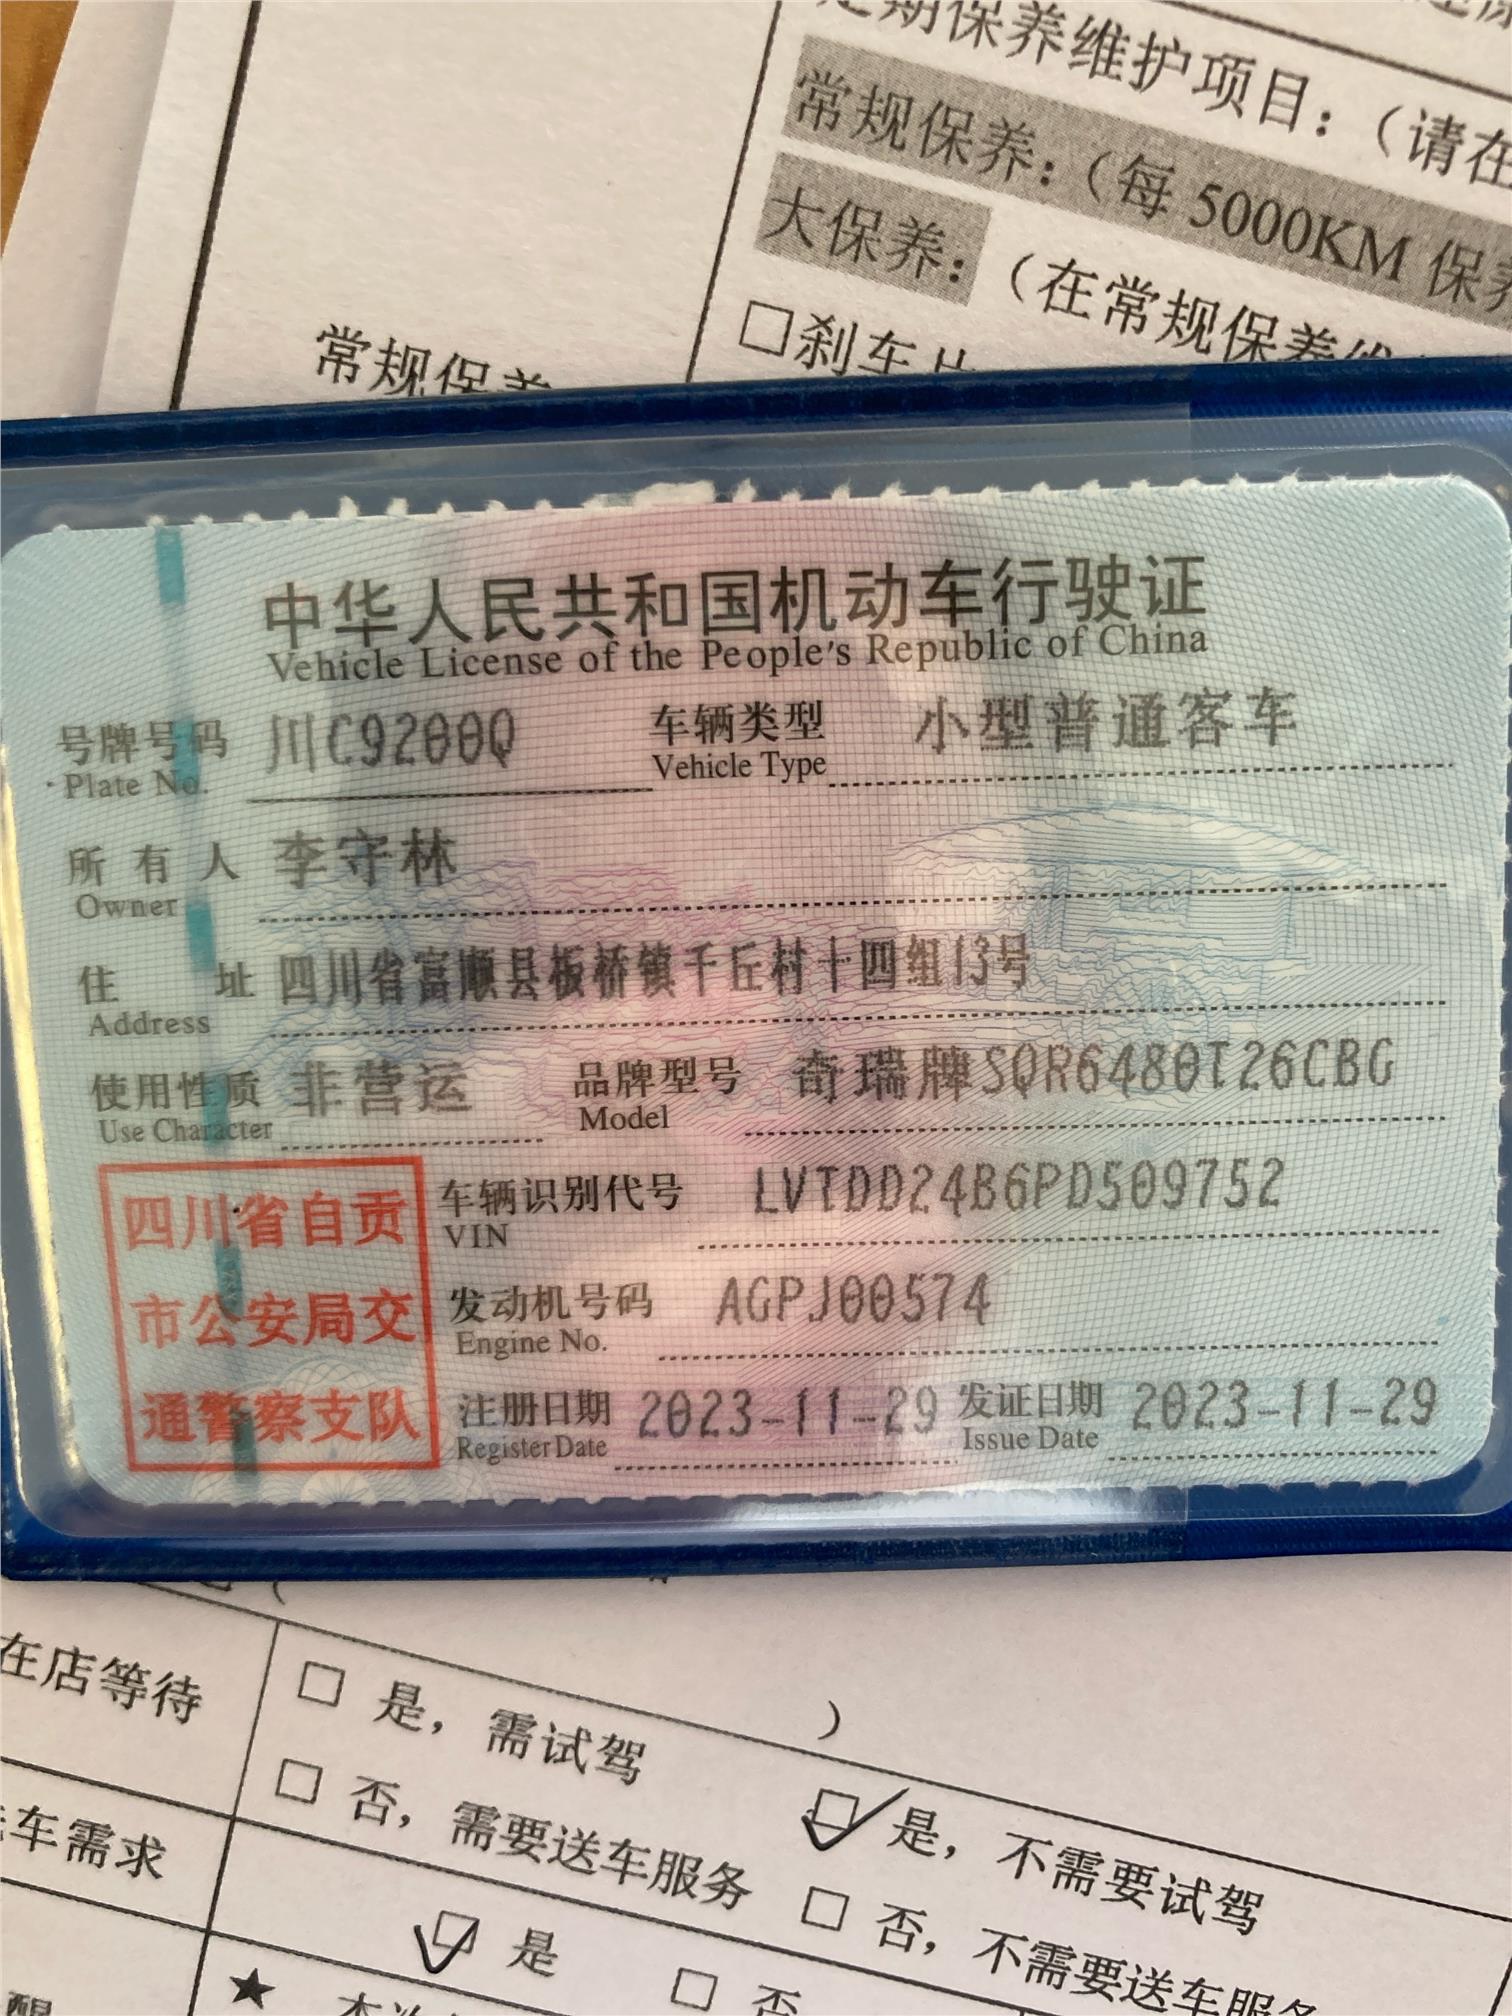 定期保养维护项目：（请在
常规保养：（每 5000KM 保养
大保养：（在常规保养
□刹车片
常规保养
中华人民共和国机动车行驶证
Vehicle License of the People's Republic of China
号牌号码 川C9200Q 车辆类型 小型普通客车
Plate No. Vehicle Type
所有人 李守林
Owner
住址 四川省富顺县板桥镇千丘村十四组13号
Address
使用性质 非营运 品牌型号 奇瑞牌SQR6480T26CBG
Use Character Model
四川省自贡
市公安局交
通警察支队
车辆识别代号 LVTDD24B6PD509752
VIN
发动机号码 AGPJ00574
Engine No.
注册日期 2023-11-29 发证日期 2023-11-29
Register Date Issue Date
在店等待
□ 是，需试驾 ☑ 是，不需要试驾
□ 否，需要送车服务 □ 否，不需要送车服务
车需求
☑ 是 □ 否
★
醒